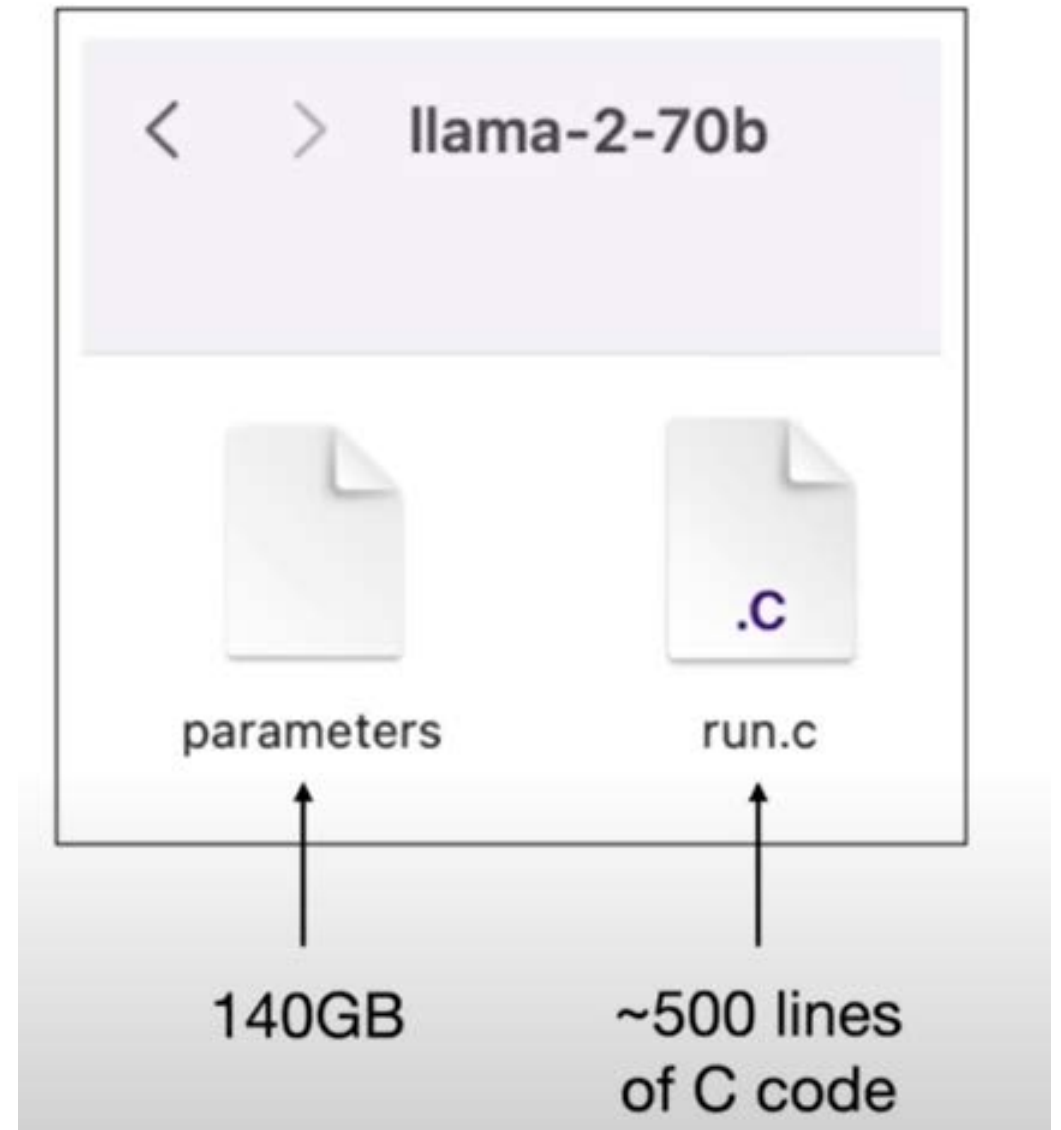 llama-2-70b
.C
parameters
run.c
140GB
~500 lines
of C code